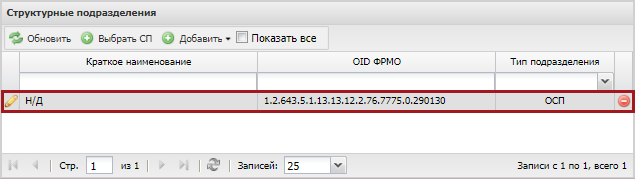 Структурные подразделения
Обновить Выбрать СП Добавить Показать все
Краткое наименование OID ФРМО Тип подразделения
Н/Д 1.2.643.5.1.13.13.12.2.76.7775.0.290130 ОСП
Стр. 1 из 1 Записей: 25 Записи с 1 по 1, всего 1